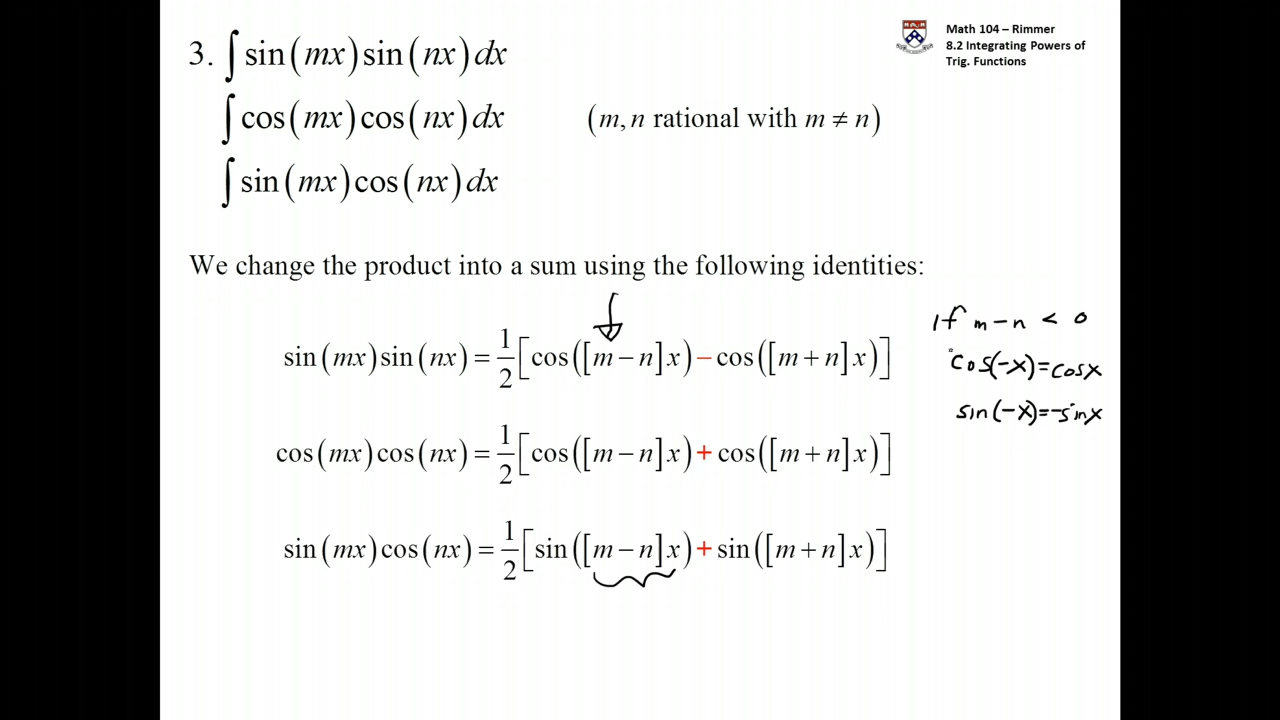 Math 104 – Rimmer
8.2 Integrating Powers of
Trig. Functions
3. ∫ sin(mx)sin(nx)dx
∫ cos(mx)cos(nx)dx (m, n rational with m ≠ n)
∫ sin(mx)cos(nx)dx
We change the product into a sum using the following identities:
If m-n < 0
sin(mx)sin(nx) = 1/2[cos([m − n]x) − cos([m + n]x)]
cos(-x)=cosx
sin(-x)=-sinx
cos(mx)cos(nx) = 1/2[cos([m − n]x) + cos([m + n]x)]
sin(mx)cos(nx) = 1/2[sin([m − n]x) + sin([m + n]x)]